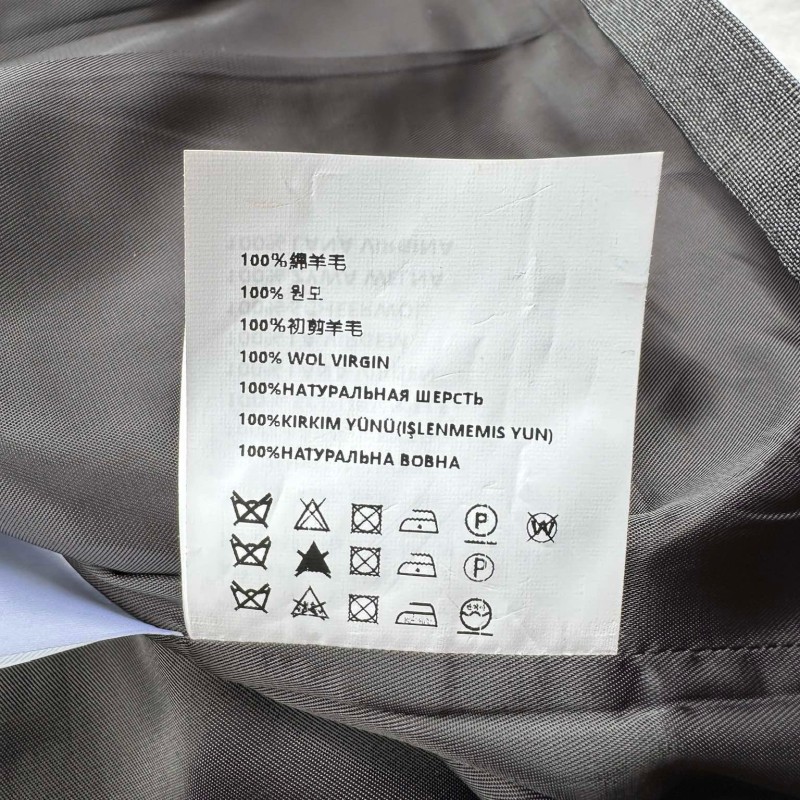 100%綿羊毛
100% 원모
100%初剪羊毛
100% WOL VIRGIN
100%НАТУРАЛЬНАЯ ШЕРСТЬ
100%KIRKIM YÜNÜ(IŞLENMEMIS YUN)
100%НАТУРАЛЬНА ВОВНА
P W
P